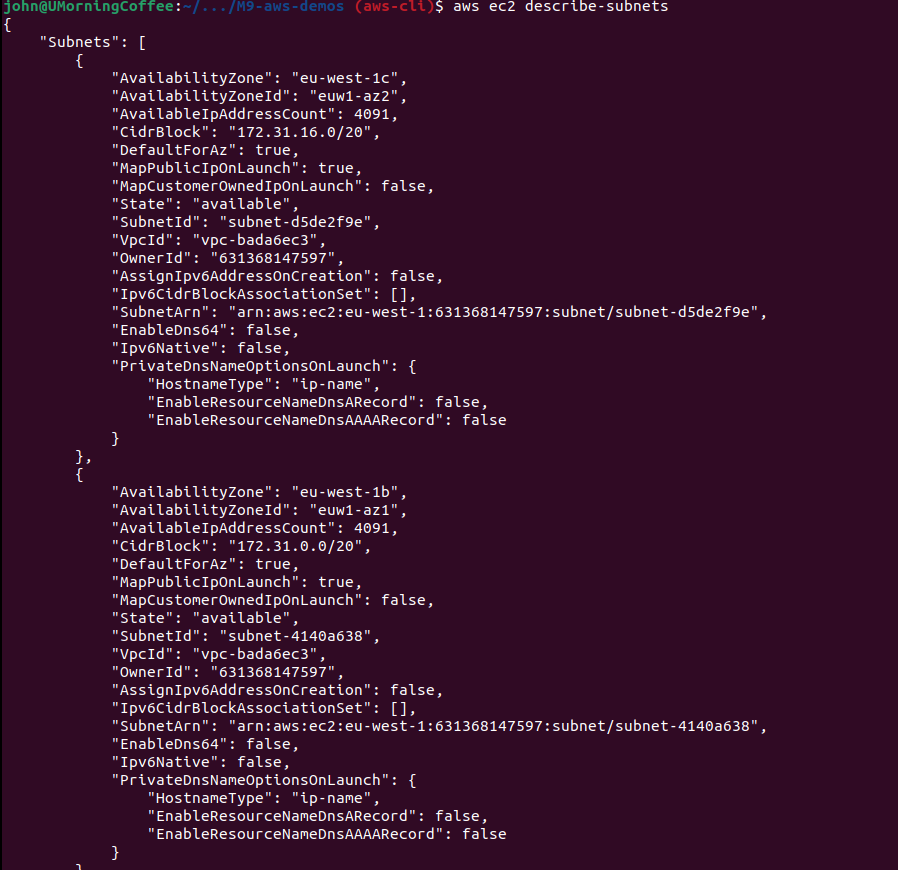 john@UMorningCoffee:~/.../M9-aws-demos (aws-cli)$ aws ec2 describe-subnets
{
    "Subnets": [
        {
            "AvailabilityZone": "eu-west-1c",
            "AvailabilityZoneId": "euw1-az2",
            "AvailableIpAddressCount": 4091,
            "CidrBlock": "172.31.16.0/20",
            "DefaultForAz": true,
            "MapPublicIpOnLaunch": true,
            "MapCustomerOwnedIpOnLaunch": false,
            "State": "available",
            "SubnetId": "subnet-d5de2f9e",
            "VpcId": "vpc-bada6ec3",
            "OwnerId": "631368147597",
            "AssignIpv6AddressOnCreation": false,
            "Ipv6CidrBlockAssociationSet": [],
            "SubnetArn": "arn:aws:ec2:eu-west-1:631368147597:subnet/subnet-d5de2f9e",
            "EnableDns64": false,
            "Ipv6Native": false,
            "PrivateDnsNameOptionsOnLaunch": {
                "HostnameType": "ip-name",
                "EnableResourceNameDnsARecord": false,
                "EnableResourceNameDnsAAAARecord": false
            }
        },
        {
            "AvailabilityZone": "eu-west-1b",
            "AvailabilityZoneId": "euw1-az1",
            "AvailableIpAddressCount": 4091,
            "CidrBlock": "172.31.0.0/20",
            "DefaultForAz": true,
            "MapPublicIpOnLaunch": true,
            "MapCustomerOwnedIpOnLaunch": false,
            "State": "available",
            "SubnetId": "subnet-4140a638",
            "VpcId": "vpc-bada6ec3",
            "OwnerId": "631368147597",
            "AssignIpv6AddressOnCreation": false,
            "Ipv6CidrBlockAssociationSet": [],
            "SubnetArn": "arn:aws:ec2:eu-west-1:631368147597:subnet/subnet-4140a638",
            "EnableDns64": false,
            "Ipv6Native": false,
            "PrivateDnsNameOptionsOnLaunch": {
                "HostnameType": "ip-name",
                "EnableResourceNameDnsARecord": false,
                "EnableResourceNameDnsAAAARecord": false
            }